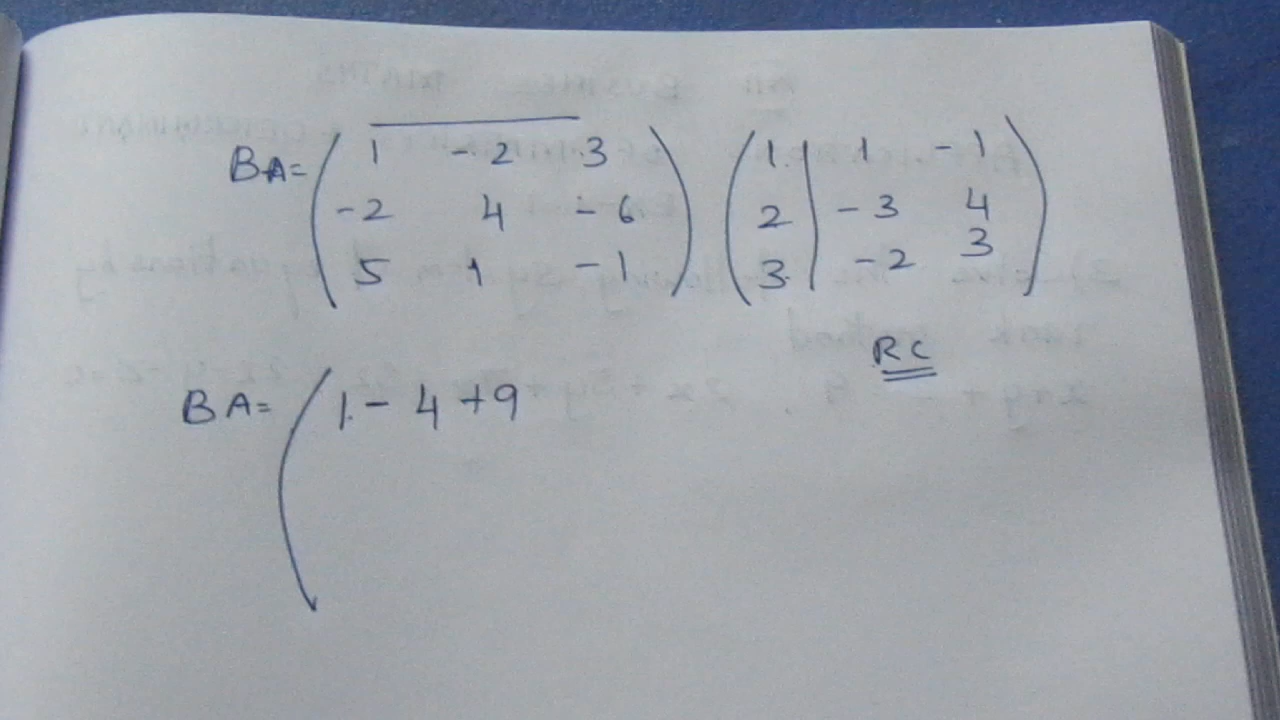 BA= ( 1 -2 3 ) ( 1 | 1 -1 )
-2 4 -6 2 | -3 4
5 1 -1 3 | -2 3
RC
BA= ( 1 - 4 + 9